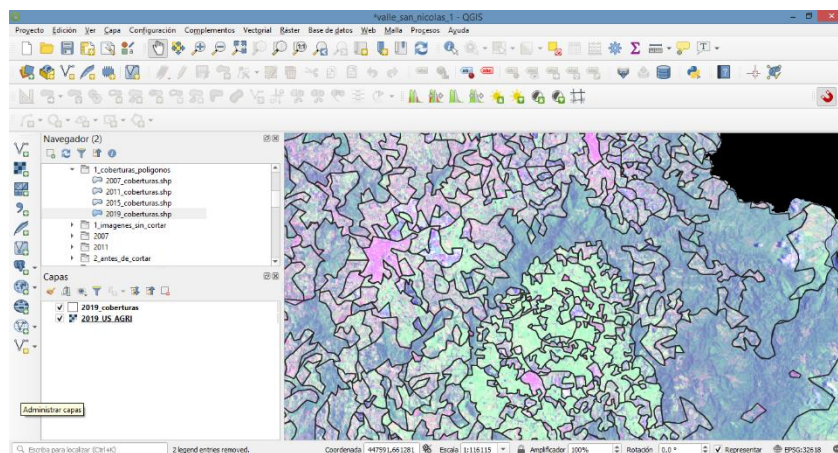 *valle_san_nicolas_1 - QGIS
Proyecto Edición Ver Capa Configuración Complementos Vectorial Ráster Base de datos Web Malla Procesos Ayuda
Navegador (2)
1_coberturas_poligonos
2007_coberturas.shp
2011_coberturas.shp
2015_coberturas.shp
2019_coberturas.shp
1_imagenes_sin_cortar
2007
2011
2_antes_de_cortar
Capas
2019_coberturas
2019_US_AGRI
Administrar capas
Escriba para localizar (Ctrl+K) 2 legend entries removed. Coordenada 447591,661281 Escala 1:116115 Amplificador 100% Rotación 0,0 ° Representar EPSG:32618